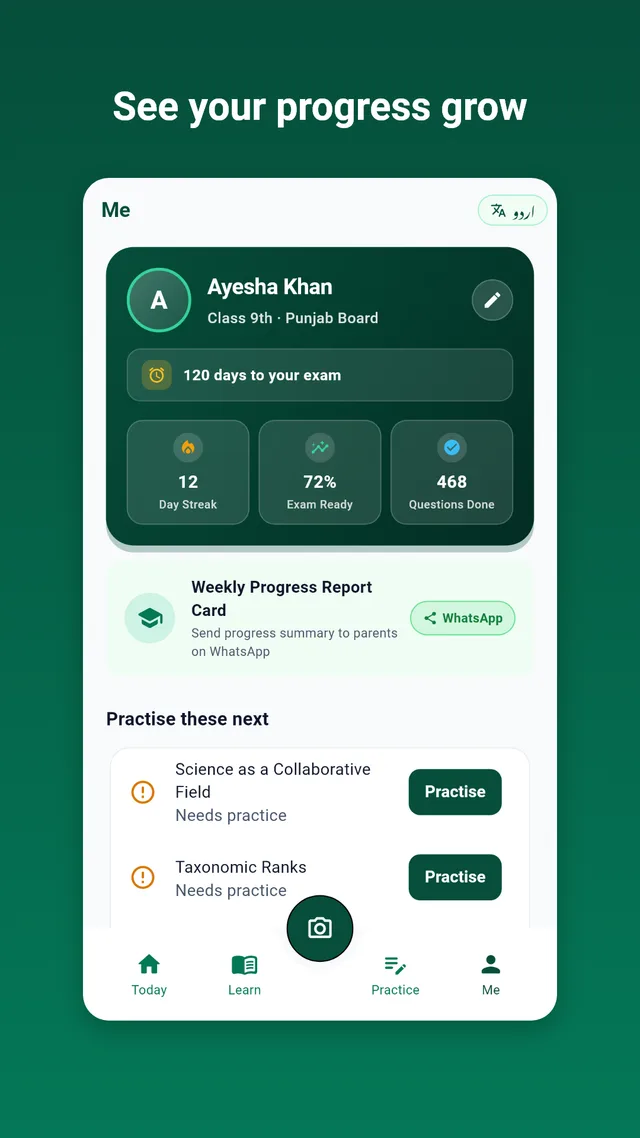 See your progress grow
Me
اردو
A
Ayesha Khan
Class 9th · Punjab Board
120 days to your exam
12
72%
468
Day Streak
Exam Ready
Questions Done
Weekly Progress Report
Card
Send progress summary to parents
on WhatsApp
WhatsApp
Practise these next
Science as a Collaborative
Field
Needs practice
Practise
Taxonomic Ranks
Needs practice
Practise
Today
Learn
Practice
Me